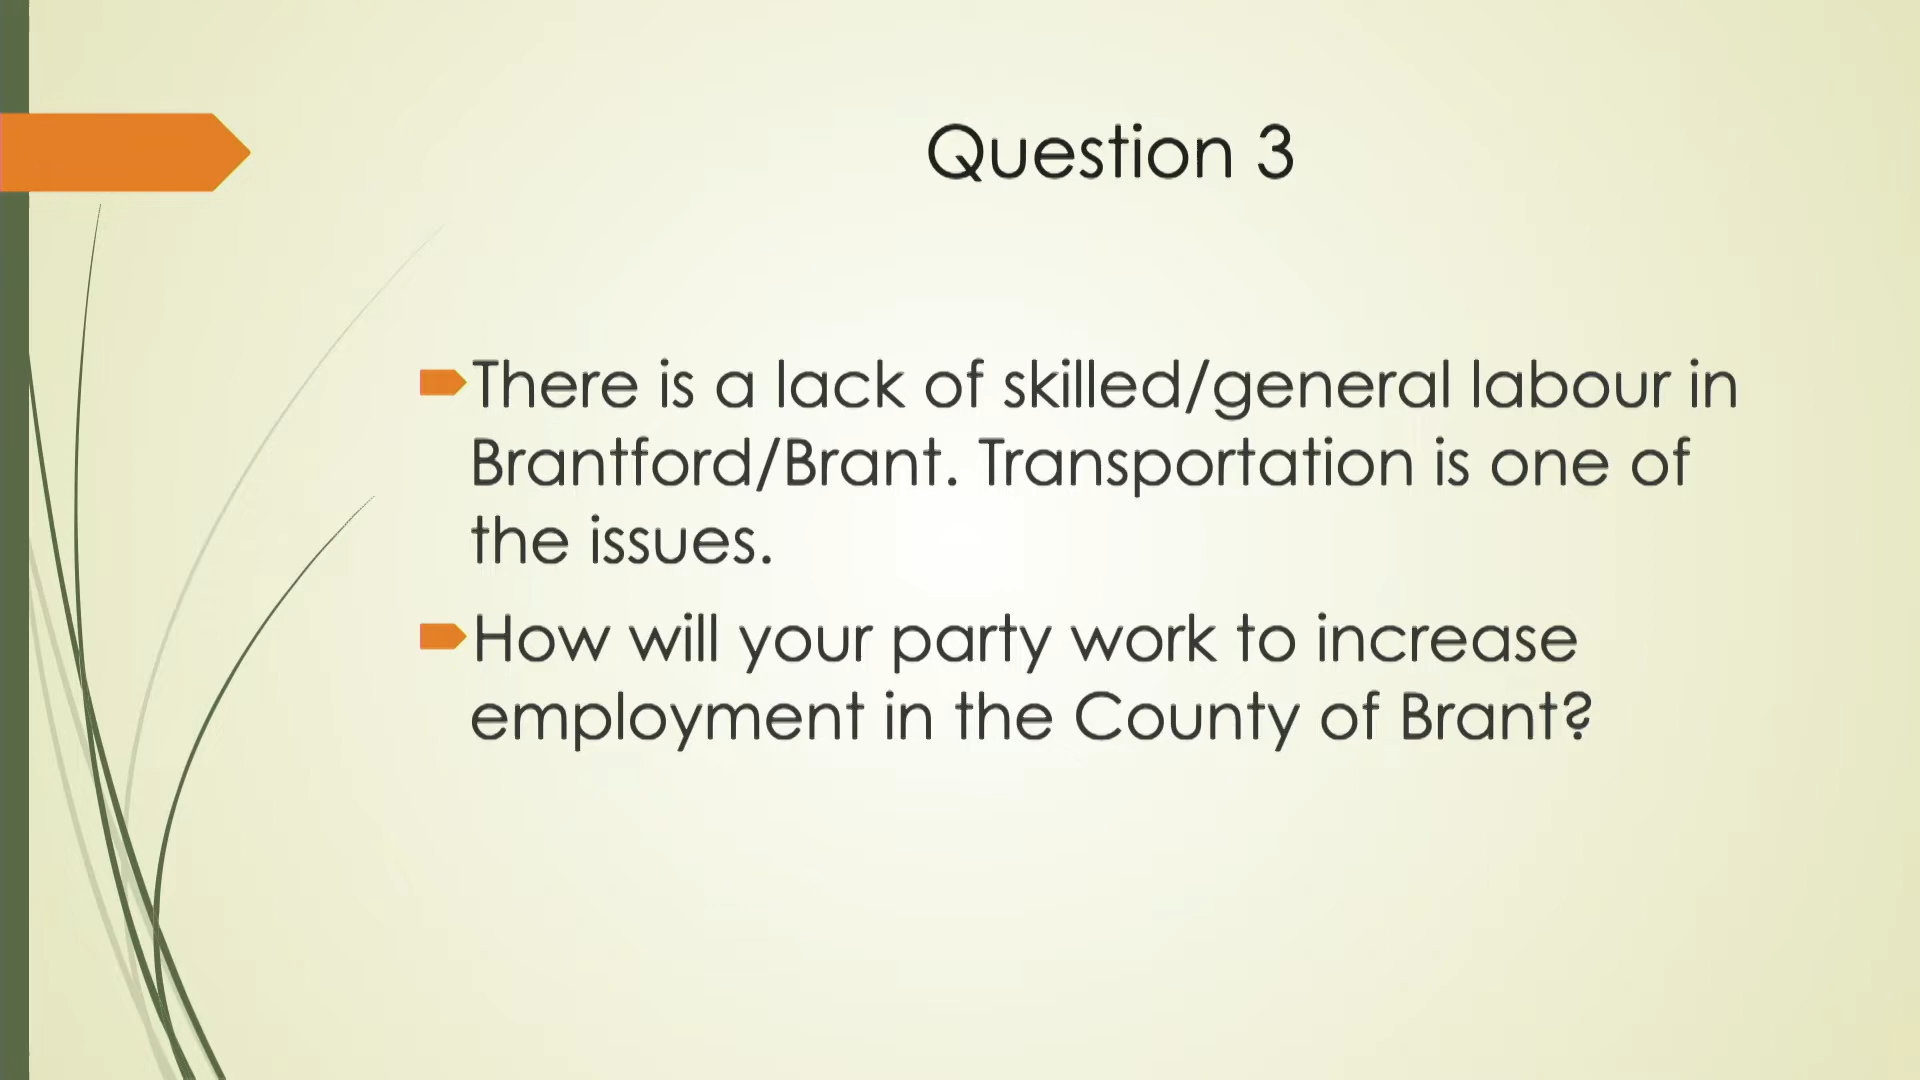 Question 3
There is a lack of skilled/general labour in
Brantford/Brant. Transportation is one of
the issues.
How will your party work to increase
employment in the County of Brant?